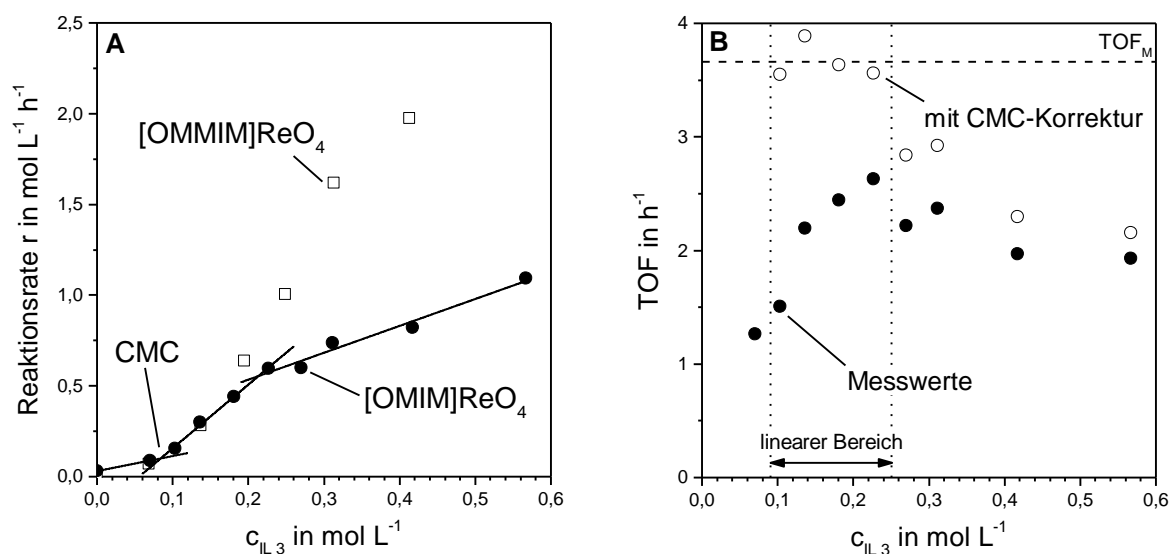 A
Reaktionsrate r in mol L⁻¹ h⁻¹
2,0
1,5
1,0
0,5
0,0
[OMMIM]ReO₄
CMC
[OMIM]ReO₄
0,0 0,1 0,2 0,3 0,4 0,5 0,6
c_IL 3 in mol L⁻¹
B
TOF in h⁻¹
4
3
2
1
0
TOF_M
mit CMC-Korrektur
Messwerte
linearer Bereich
0,0 0,1 0,2 0,3 0,4 0,5 0,6
c_IL 3 in mol L⁻¹